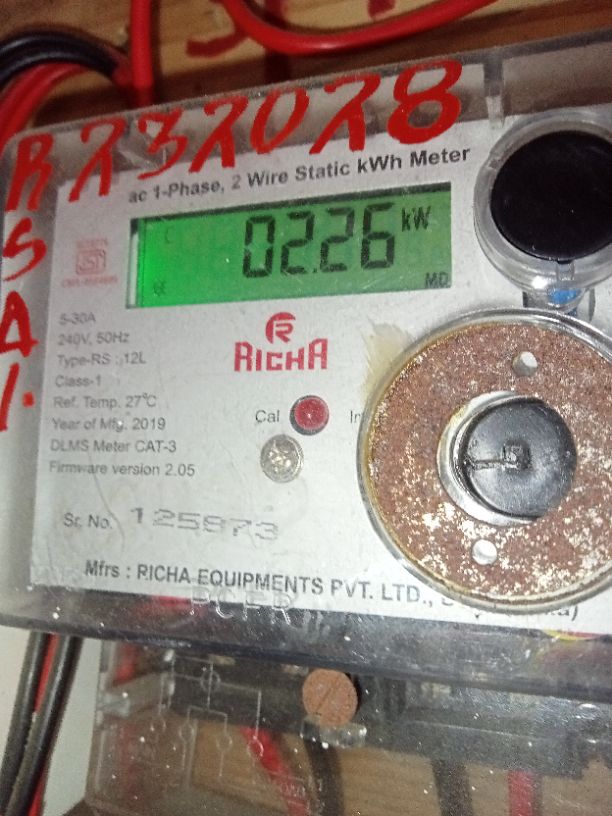 R232028
S
A
1.
ac 1-Phase, 2 Wire Static kWh Meter
02.26 kW
MD
5-30A
240V, 50Hz
Type-RS : 12L
Class-1
Ref. Temp. 27°C
Year of Mfg. 2019
DLMS Meter CAT-3
Firmware version 2.05
R
RICHA
Cal
Sr. No. 125873
Mfrs : RICHA EQUIPMENTS PVT. LTD.,